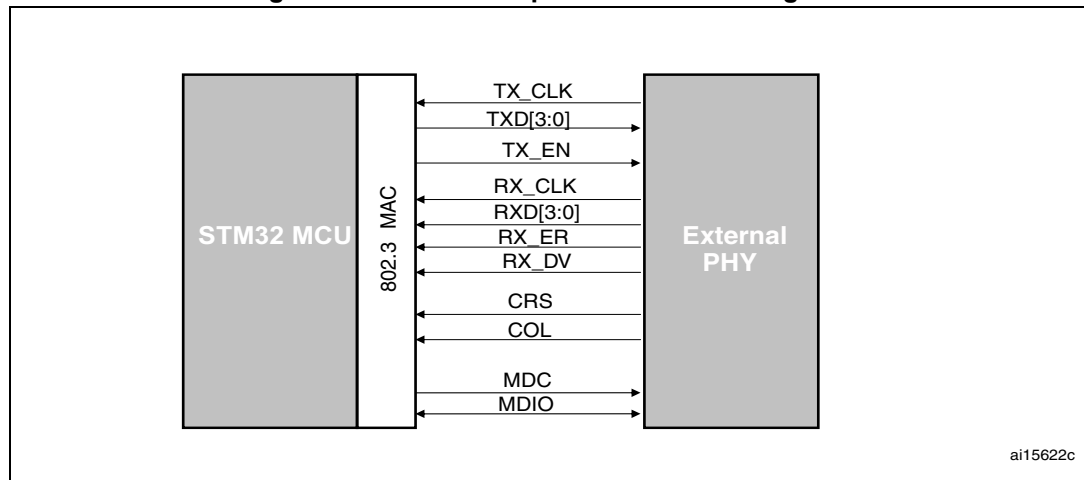 TX_CLK
TXD[3:0]
TX_EN
RX_CLK
RXD[3:0]
RX_ER
RX_DV
CRS
COL
MDC
MDIO
STM32 MCU
802.3 MAC
External
PHY
ai15622c